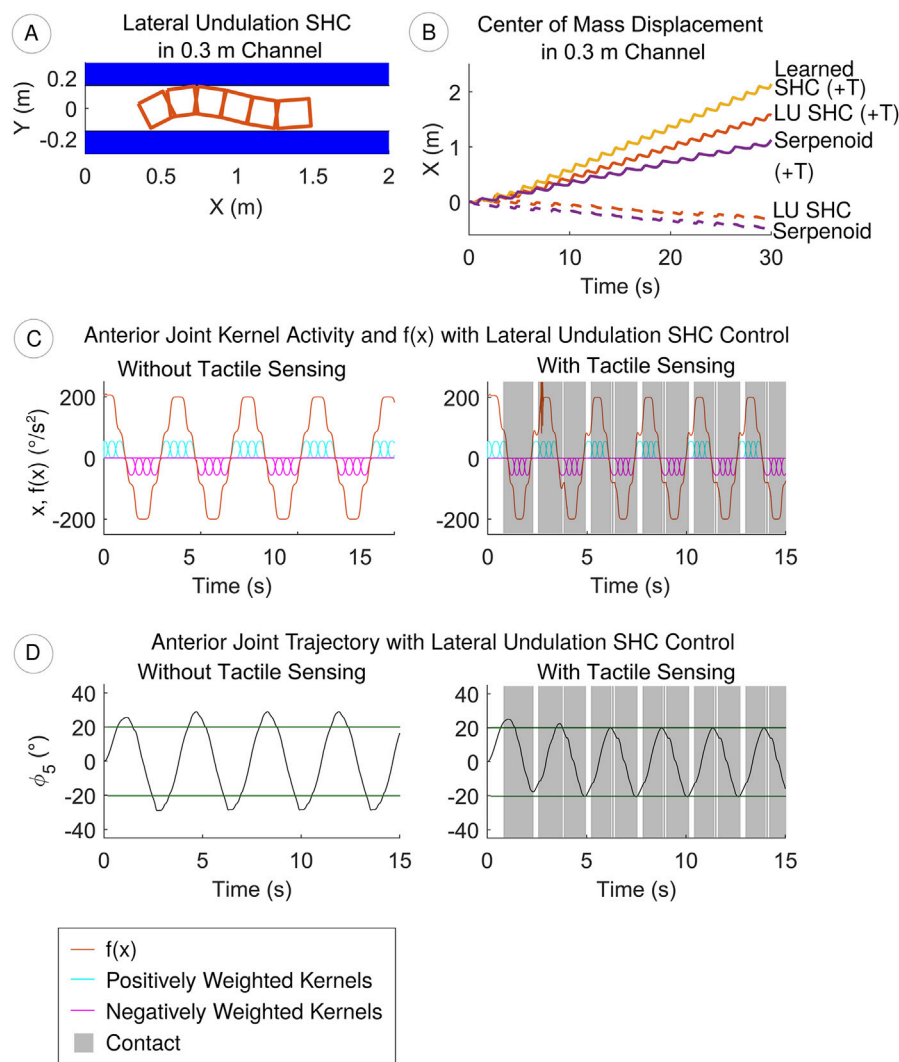 A
Lateral Undulation SHC
in 0.3 m Channel
Y (m)
0.2
0
-0.2
0
0.5
1
1.5
2
X (m)
B
Center of Mass Displacement
in 0.3 m Channel
X (m)
2
1
0
Learned
SHC (+T)
LU SHC (+T)
Serpenoid
(+T)
LU SHC
Serpenoid
0
10
20
30
Time (s)
C
Anterior Joint Kernel Activity and f(x) with Lateral Undulation SHC Control
Without Tactile Sensing
x, f(x) (°/s²)
200
0
-200
0
5
10
15
Time (s)
With Tactile Sensing
200
0
-200
0
5
10
15
Time (s)
D
Anterior Joint Trajectory with Lateral Undulation SHC Control
Without Tactile Sensing
ϕ₅ (°)
40
20
0
-20
-40
0
5
10
15
Time (s)
With Tactile Sensing
40
20
0
-20
-40
0
5
10
15
Time (s)
f(x)
Positively Weighted Kernels
Negatively Weighted Kernels
Contact